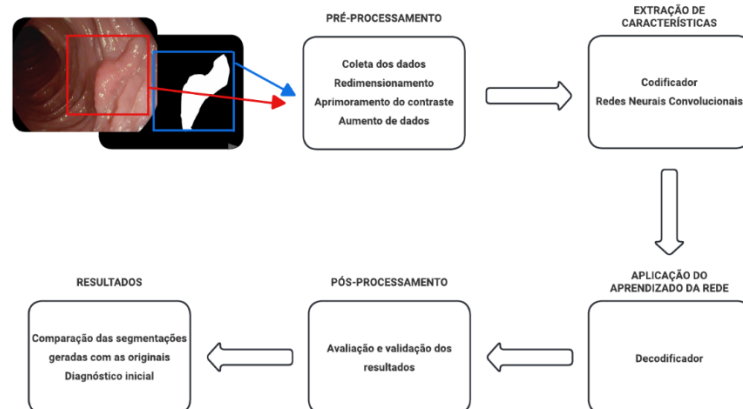 PRÉ-PROCESSAMENTO
Coleta dos dados
Redimensionamento
Aprimoramento do contraste
Aumento de dados
EXTRAÇÃO DE
CARACTERÍSTICAS
Codificador
Redes Neurais Convolucionais
APLICAÇÃO DO
APRENDIZADO DA REDE
Decodificador
PÓS-PROCESSAMENTO
Avaliação e validação dos
resultados
RESULTADOS
Comparação das segmentações
geradas com as originais
Diagnóstico inicial